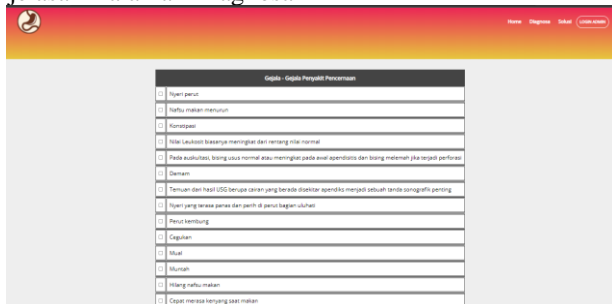 Home Diagnosa Solusi LOGIN ADMIN
Gejala - Gejala Penyakit Pencernaan
Nyeri perut
Nafsu makan menurun
Konstipasi
Nilai Leukosit biasanya meningkat dari rentang nilai normal
Pada auskultasi, bising usus normal atau meningkat pada awal apendisitis dan bising melemah jika terjadi perforasi
Demam
Temuan dari hasil USG berupa cairan yang berada disekitar apendiks menjadi sebuah tanda sonografik penting
Nyeri yang terasa panas dan perih di perut bagian uluhati
Perut kembung
Cegukan
Mual
Muntah
Hilang nafsu makan
Cepat merasa kenyang saat makan